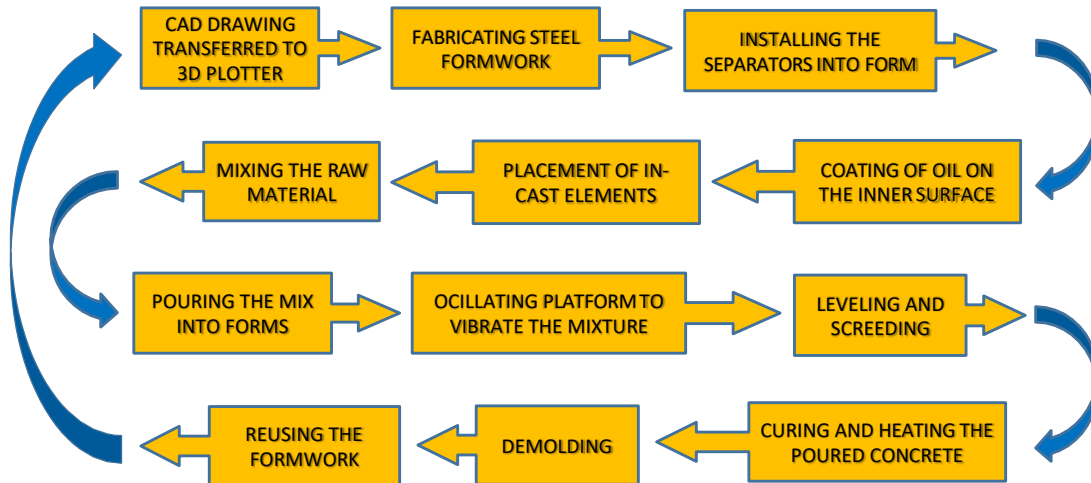 CAD DRAWING
TRANSFERRED TO
3D PLOTTER
FABRICATING STEEL
FORMWORK
INSTALLING THE
SEPARATORS INTO FORM
COATING OF OIL ON
THE INNER SURFACE
PLACEMENT OF IN-
CAST ELEMENTS
MIXING THE RAW
MATERIAL
POURING THE MIX
INTO FORMS
OCILLATING PLATFORM TO
VIBRATE THE MIXTURE
LEVELING AND
SCREEDING
CURING AND HEATING THE
POURED CONCRETE
DEMOLDING
REUSING THE
FORMWORK